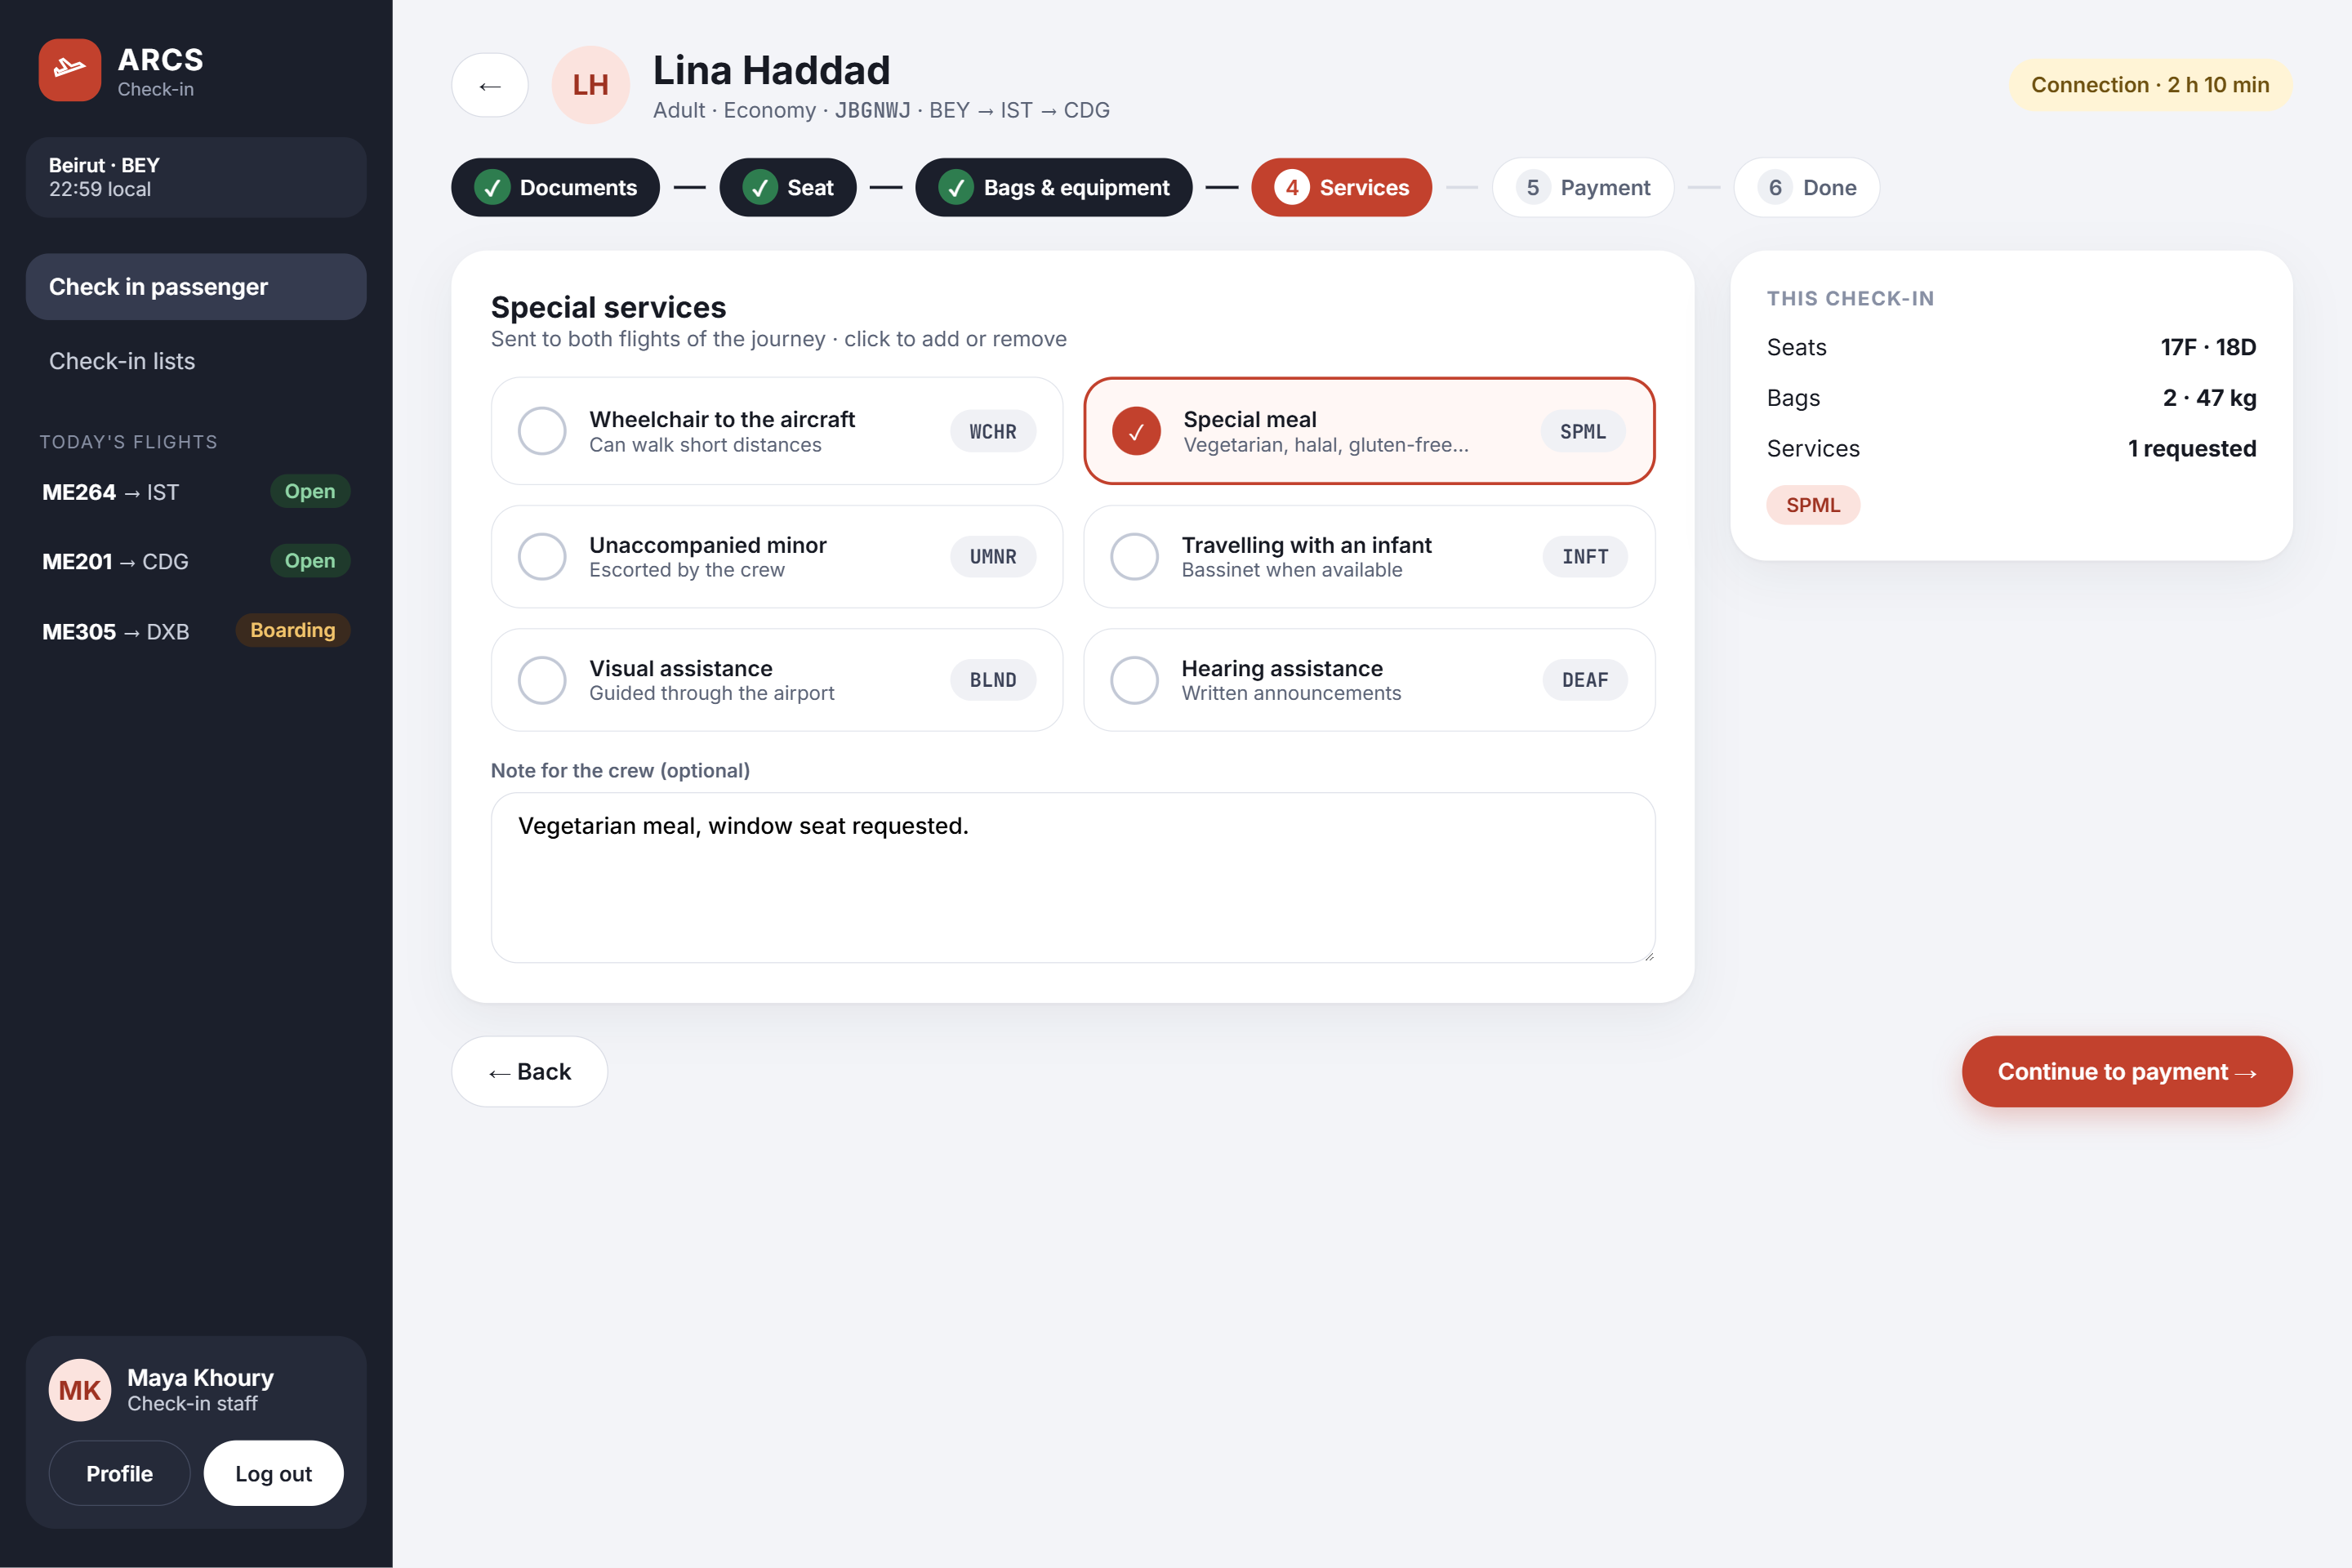 ARCS
Check-in
Beirut · BEY
22:59 local
Check in passenger
Check-in lists
TODAY'S FLIGHTS
ME264 → IST Open
ME201 → CDG Open
ME305 → DXB Boarding
MK
Maya Khoury
Check-in staff
Profile Log out
←
LH
Lina Haddad
Adult · Economy · JBGNWJ · BEY → IST → CDG
Connection · 2 h 10 min
✓ Documents — ✓ Seat — ✓ Bags & equipment — 4 Services — 5 Payment — 6 Done
Special services
Sent to both flights of the journey · click to add or remove
Wheelchair to the aircraft
Can walk short distances
WCHR
✓
Special meal
Vegetarian, halal, gluten-free...
SPML
Unaccompanied minor
Escorted by the crew
UMNR
Travelling with an infant
Bassinet when available
INFT
Visual assistance
Guided through the airport
BLND
Hearing assistance
Written announcements
DEAF
Note for the crew (optional)
Vegetarian meal, window seat requested.
THIS CHECK-IN
Seats 17F · 18D
Bags 2 · 47 kg
Services 1 requested
SPML
← Back
Continue to payment →